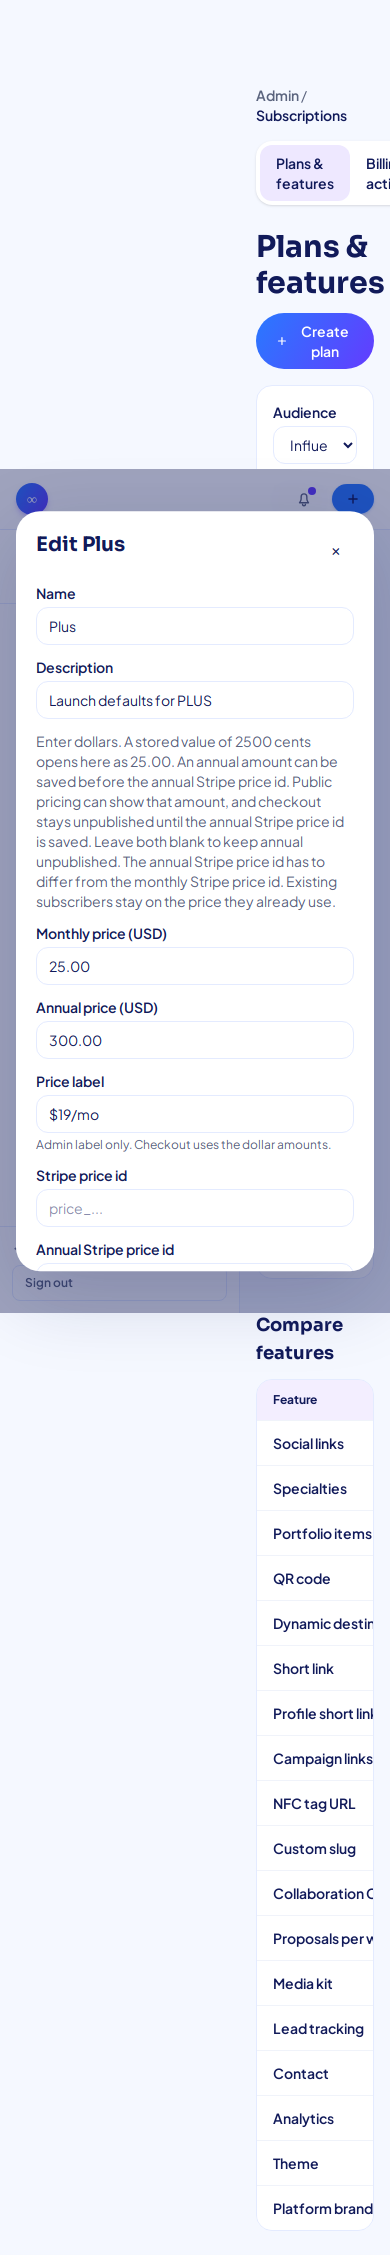 Admin /
Subscriptions
Plans &
features
Billi
acti
Plans &
features
+ Create
plan
Audience
Influe
∞
+
Edit Plus
×
Name
Plus
Description
Launch defaults for PLUS
Enter dollars. A stored value of 2500 cents
opens here as 25.00. An annual amount can be
saved before the annual Stripe price id. Public
pricing can show that amount, and checkout
stays unpublished until the annual Stripe price id
is saved. Leave both blank to keep annual
unpublished. The annual Stripe price id has to
differ from the monthly Stripe price id. Existing
subscribers stay on the price they already use.
Monthly price (USD)
25.00
Annual price (USD)
300.00
Price label
$19/mo
Admin label only. Checkout uses the dollar amounts.
Stripe price id
price_...
Annual Stripe price id
Sign out
Compare
features
Feature
Social links
Specialties
Portfolio items
QR code
Dynamic destin
Short link
Profile short link
Campaign links
NFC tag URL
Custom slug
Collaboration C
Proposals per w
Media kit
Lead tracking
Contact
Analytics
Theme
Platform brand